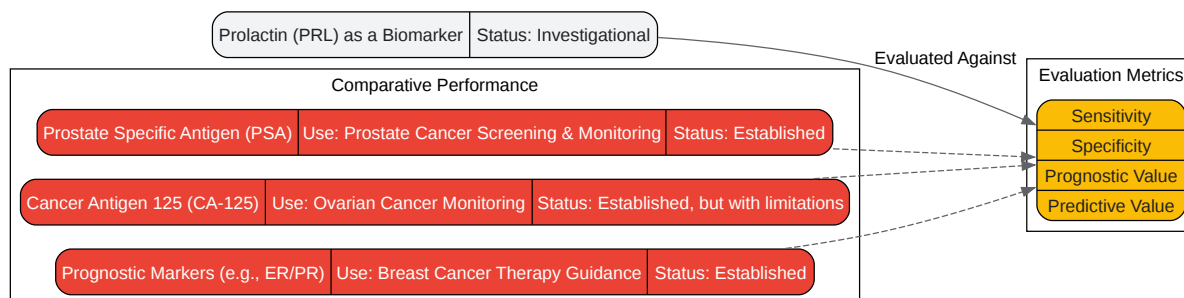 Prolactin (PRL) as a Biomarker Status: Investigational
Evaluated Against
Comparative Performance
Prostate Specific Antigen (PSA) Use: Prostate Cancer Screening & Monitoring Status: Established
Cancer Antigen 125 (CA-125) Use: Ovarian Cancer Monitoring Status: Established, but with limitations
Prognostic Markers (e.g., ER/PR) Use: Breast Cancer Therapy Guidance Status: Established
Evaluation Metrics
Sensitivity
Specificity
Prognostic Value
Predictive Value